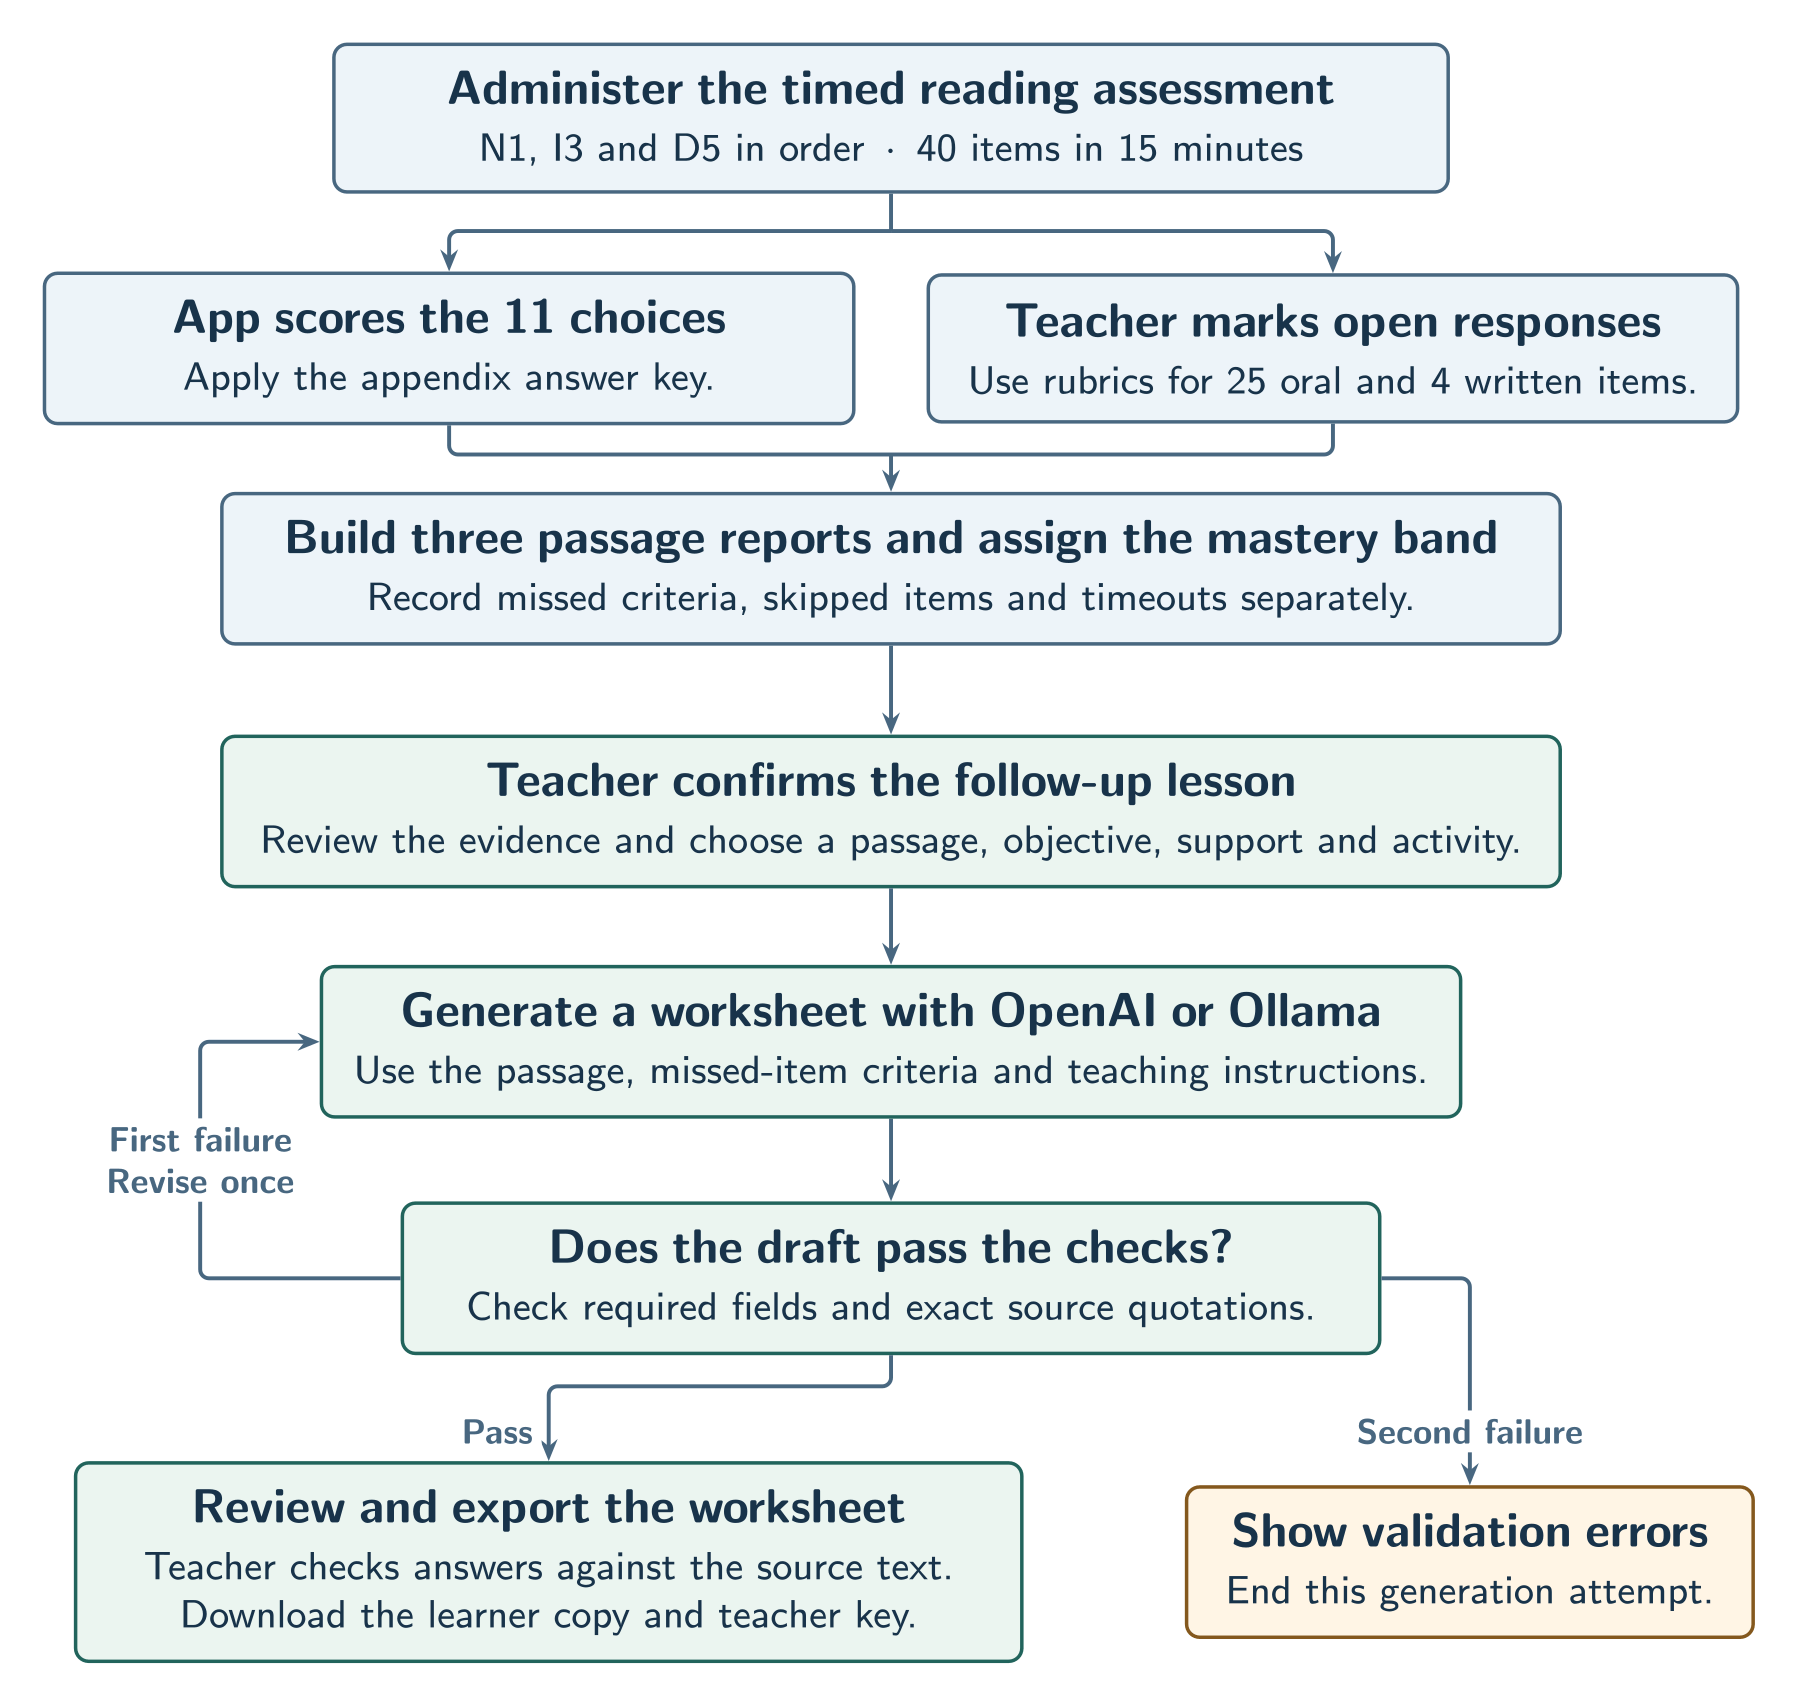 Administer the timed reading assessment
N1, I3 and D5 in order · 40 items in 15 minutes
App scores the 11 choices
Apply the appendix answer key.
Teacher marks open responses
Use rubrics for 25 oral and 4 written items.
Build three passage reports and assign the mastery band
Record missed criteria, skipped items and timeouts separately.
Teacher confirms the follow-up lesson
Review the evidence and choose a passage, objective, support and activity.
Generate a worksheet with OpenAI or Ollama
Use the passage, missed-item criteria and teaching instructions.
First failure
Revise once
Does the draft pass the checks?
Check required fields and exact source quotations.
Pass
Second failure
Review and export the worksheet
Teacher checks answers against the source text.
Download the learner copy and teacher key.
Show validation errors
End this generation attempt.